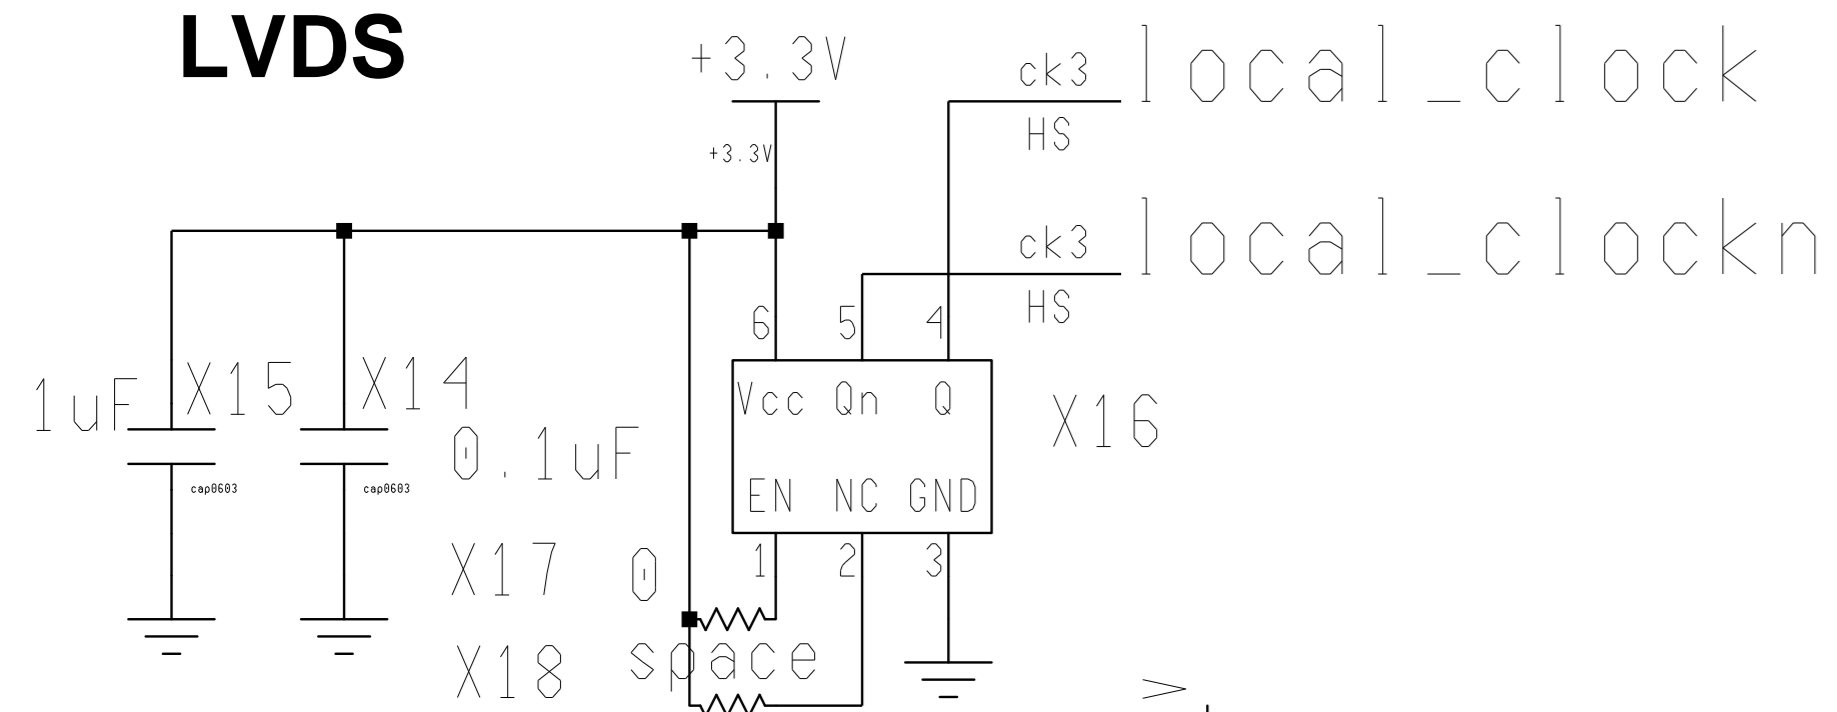 LVDS
+3.3V
ck3 local_clock
HS
+3.3V
ck3 local_clockn
HS
6 5 4
1uF X15 X14
Vcc Qn Q
X16
0.1uF
cap0603 cap0603
EN NC GND
X17 0
1 2 3
X18 space